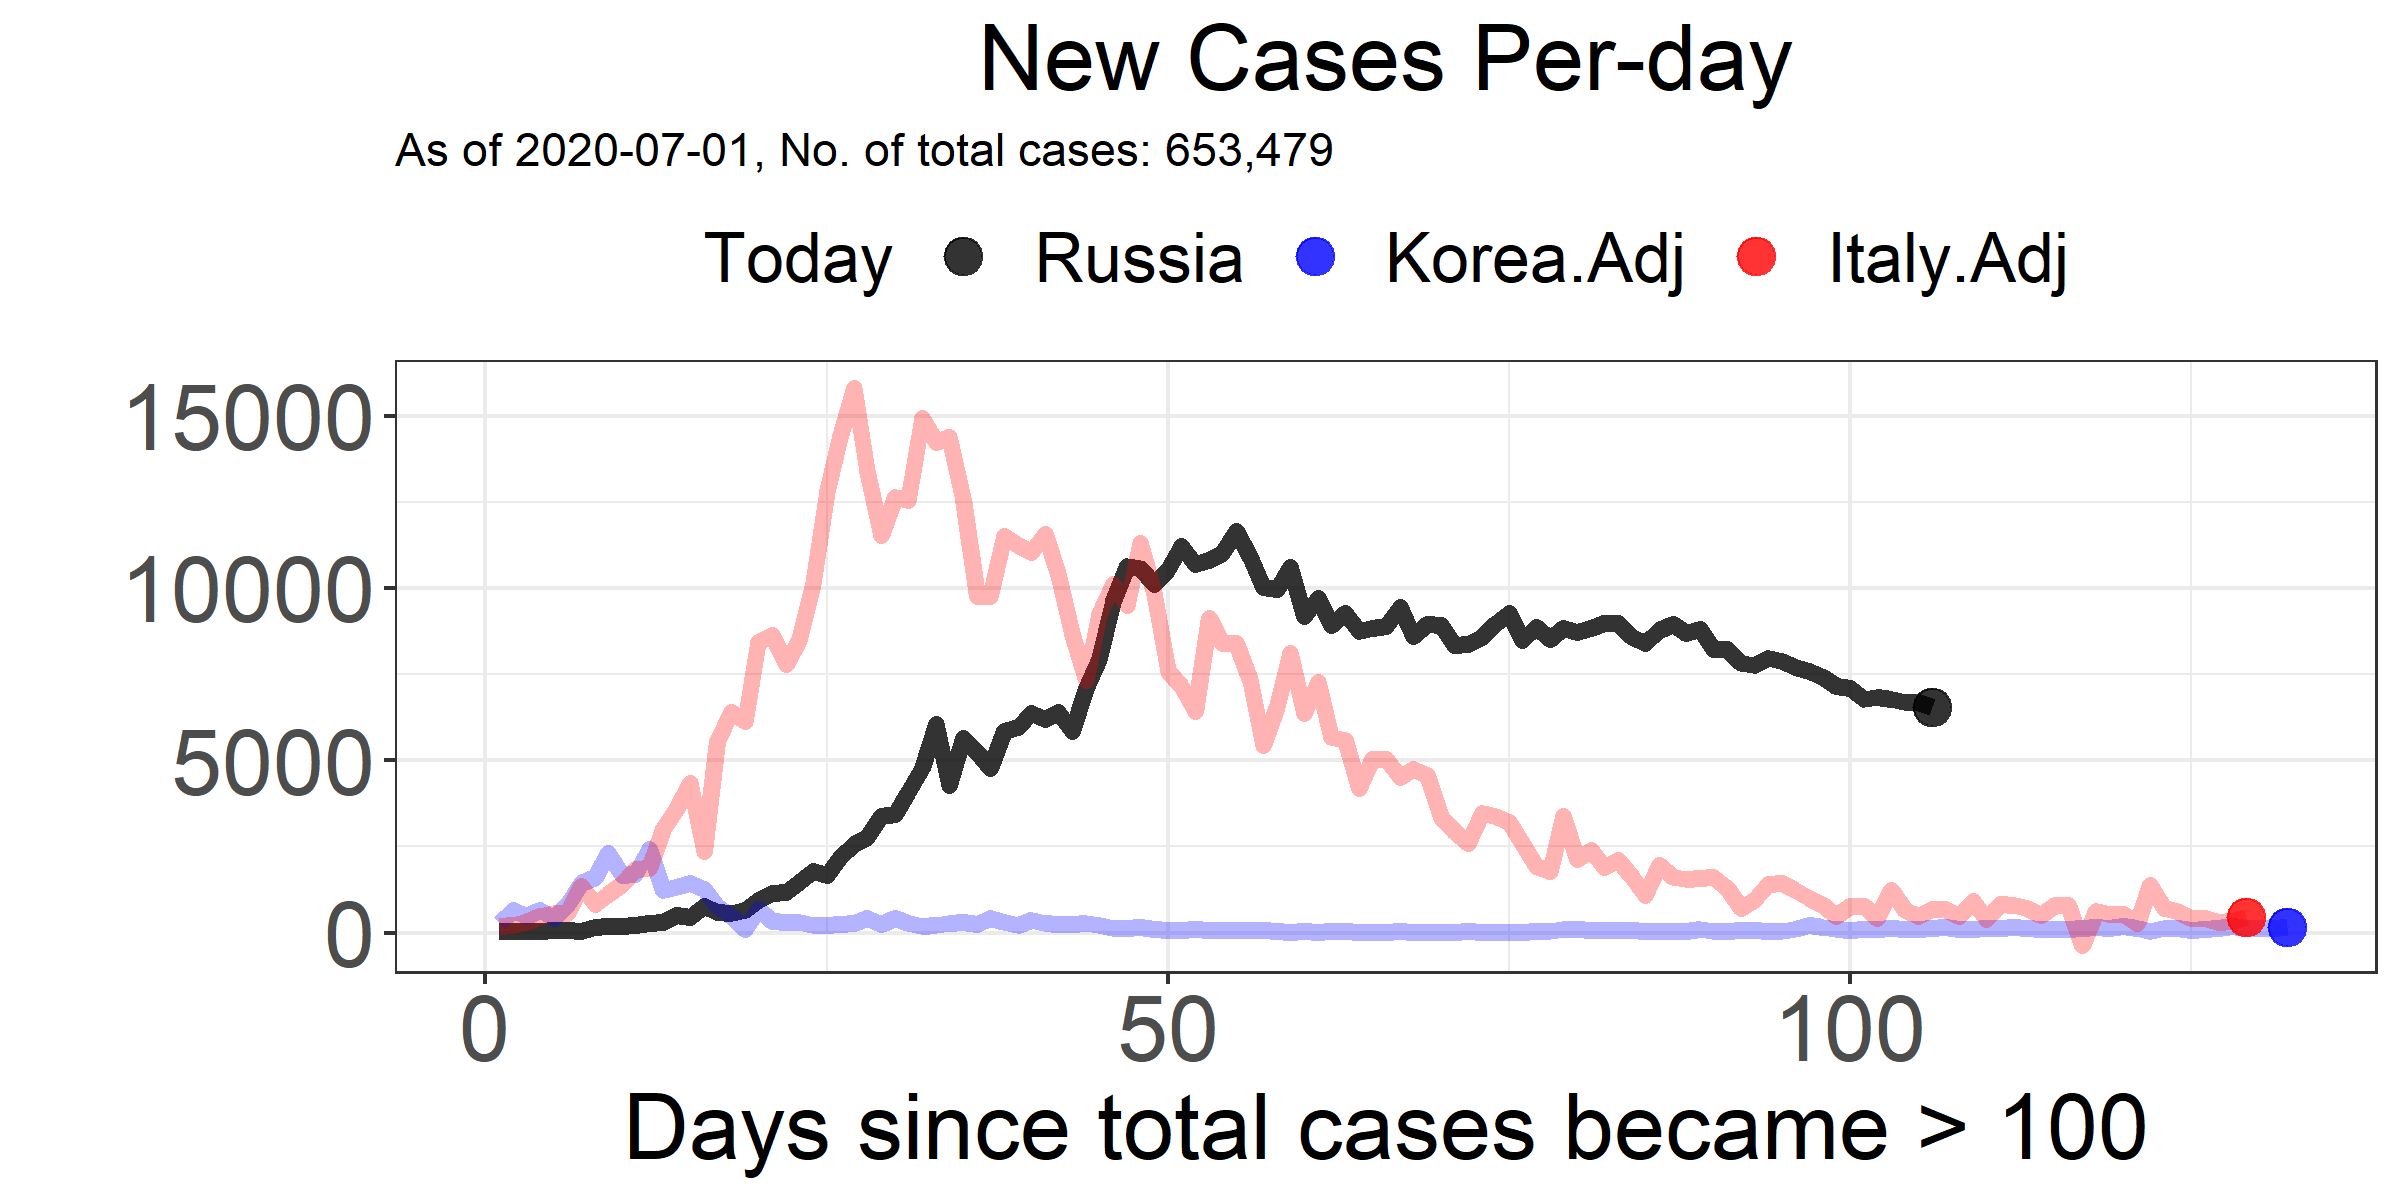 New Cases Per-day
As of 2020-07-01, No. of total cases: 653,479
Today Russia Korea.Adj Italy.Adj
15000
10000
5000
0
0 50 100
Days since total cases became > 100